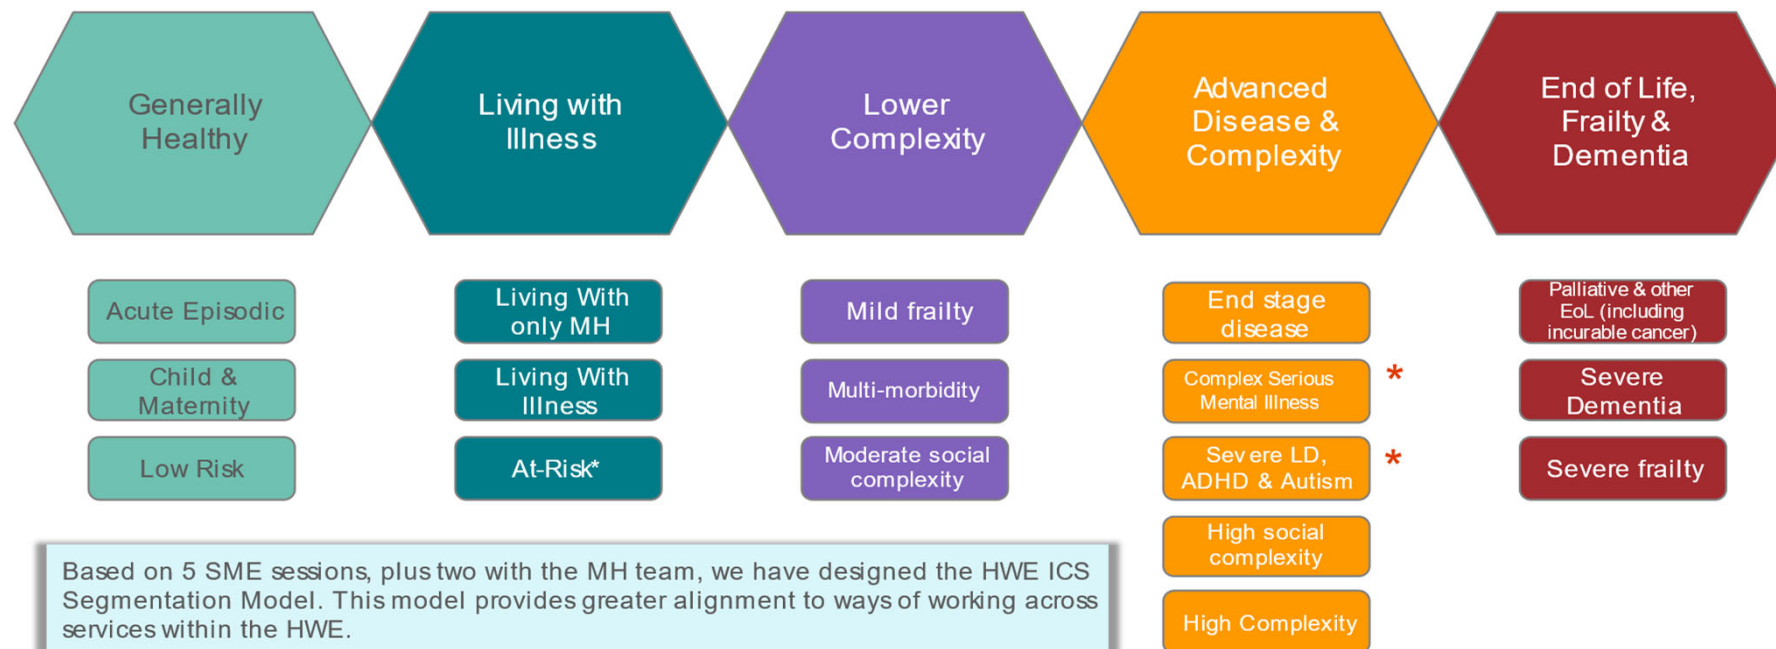 Generally
Healthy
Living with
Illness
Lower
Complexity
Advanced
Disease &
Complexity
End of Life,
Frailty &
Dementia
Acute Episodic
Child &
Maternity
Low Risk
Living With
only MH
Living With
Illness
At-Risk*
Mild frailty
Multi-morbidity
Moderate social
complexity
End stage
disease
Complex Serious
Mental Illness
*
Severe LD,
ADHD & Autism
*
High social
complexity
High Complexity
Palliative & other
EoL (including
incurable cancer)
Severe
Dementia
Severe frailty
Based on 5 SME sessions, plus two with the MH team, we have designed the HWE ICS
Segmentation Model. This model provides greater alignment to ways of working across
services within the HWE.